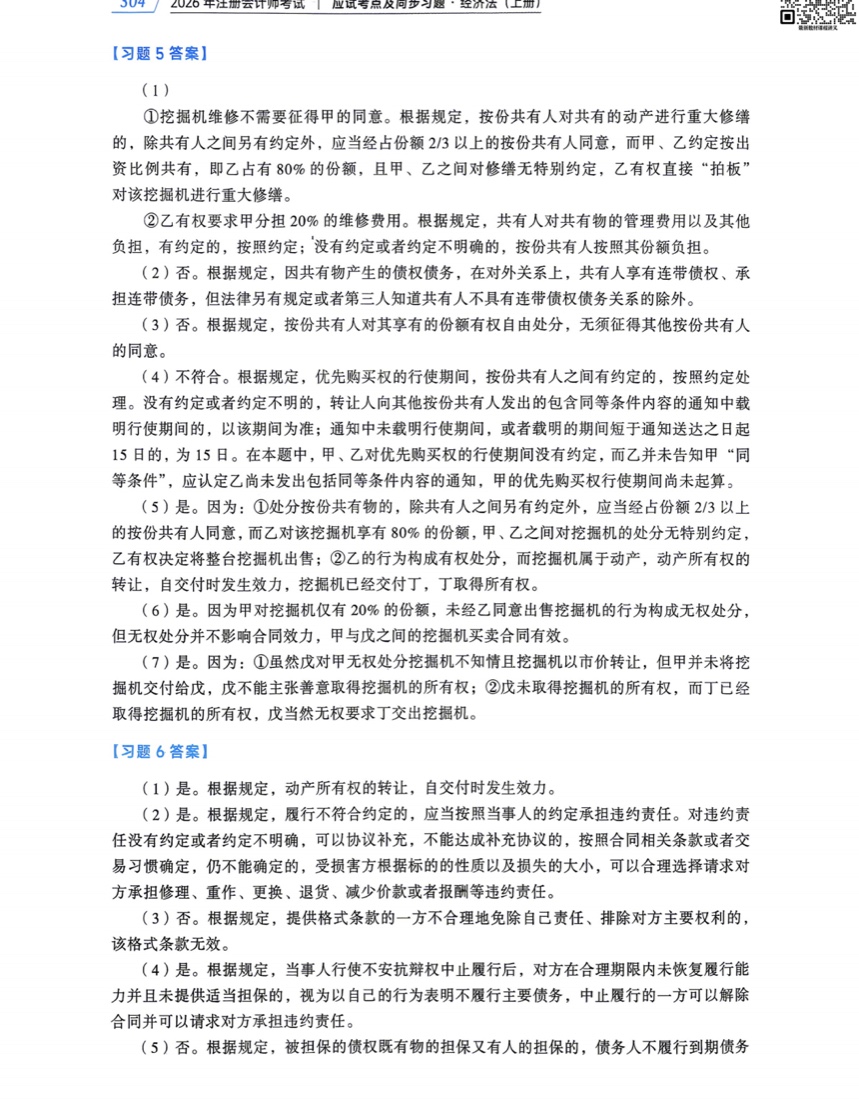 304 2026年注册会计师考试 | 应试考点及同步习题·经济法（上册）
【习题5答案】
（1）
①挖掘机维修不需要征得甲的同意。根据规定，按份共有人对共有的动产进行重大修缮
的，除共有人之间另有约定外，应当经占份额2/3以上的按份共有人同意，而甲、乙约定按出
资比例共有，即乙占有80%的份额，且甲、乙之间对修缮无特别约定，乙有权直接“拍板”
对该挖掘机进行重大修缮。
②乙有权要求甲分担20%的维修费用。根据规定，共有人对共有物的管理费用以及其他
负担，有约定的，按照约定；没有约定或者约定不明确的，按份共有人按照其份额负担。
（2）否。根据规定，因共有物产生的债权债务，在对外关系上，共有人享有连带债权、承
担连带债务，但法律另有规定或者第三人知道共有人不具有连带债权债务关系的除外。
（3）否。根据规定，按份共有人对其享有的份额有权自由处分，无须征得其他按份共有人
的同意。
（4）不符合。根据规定，优先购买权的行使期间，按份共有人之间有约定的，按照约定处
理。没有约定或者约定不明的，转让人向其他按份共有人发出的包含同等条件内容的通知中载
明行使期间的，以该期间为准；通知中未载明行使期间，或者载明的期间短于通知送达之日起
15日的，为15日。在本题中，甲、乙对优先购买权的行使期间没有约定，而乙并未告知甲“同
等条件”，应认定乙尚未发出包括同等条件内容的通知，甲的优先购买权行使期间尚未起算。
（5）是。因为：①处分按份共有物的，除共有人之间另有约定外，应当经占份额2/3以上
的按份共有人同意，而乙对该挖掘机享有80%的份额，甲、乙之间对挖掘机的处分无特别约定，
乙有权决定将整台挖掘机出售；②乙的行为构成有权处分，而挖掘机属于动产，动产所有权的
转让，自交付时发生效力，挖掘机已经交付丁，丁取得所有权。
（6）是。因为甲对挖掘机仅有20%的份额，未经乙同意出售挖掘机的行为构成无权处分，
但无权处分并不影响合同效力，甲与戊之间的挖掘机买卖合同有效。
（7）是。因为：①虽然戊对甲无权处分挖掘机不知情且挖掘机以市价转让，但甲并未将挖
掘机交付给戊，戊不能主张善意取得挖掘机的所有权；②戊未取得挖掘机的所有权，而丁已经
取得挖掘机的所有权，戊当然无权要求丁交出挖掘机。
【习题6答案】
（1）是。根据规定，动产所有权的转让，自交付时发生效力。
（2）是。根据规定，履行不符合约定的，应当按照当事人的约定承担违约责任。对违约责
任没有约定或者约定不明确，可以协议补充，不能达成补充协议的，按照合同相关条款或者交
易习惯确定，仍不能确定的，受损害方根据标的的性质以及损失的大小，可以合理选择请求对
方承担修理、重作、更换、退货、减少价款或者报酬等违约责任。
（3）否。根据规定，提供格式条款的一方不合理地免除自己责任、排除对方主要权利的，
该格式条款无效。
（4）是。根据规定，当事人行使不安抗辩权中止履行后，对方在合理期限内未恢复履行能
力并且未提供适当担保的，视为以自己的行为表明不履行主要债务，中止履行的一方可以解除
合同并可以请求对方承担违约责任。
（5）否。根据规定，被担保的债权既有物的担保又有人的担保的，债务人不履行到期债务